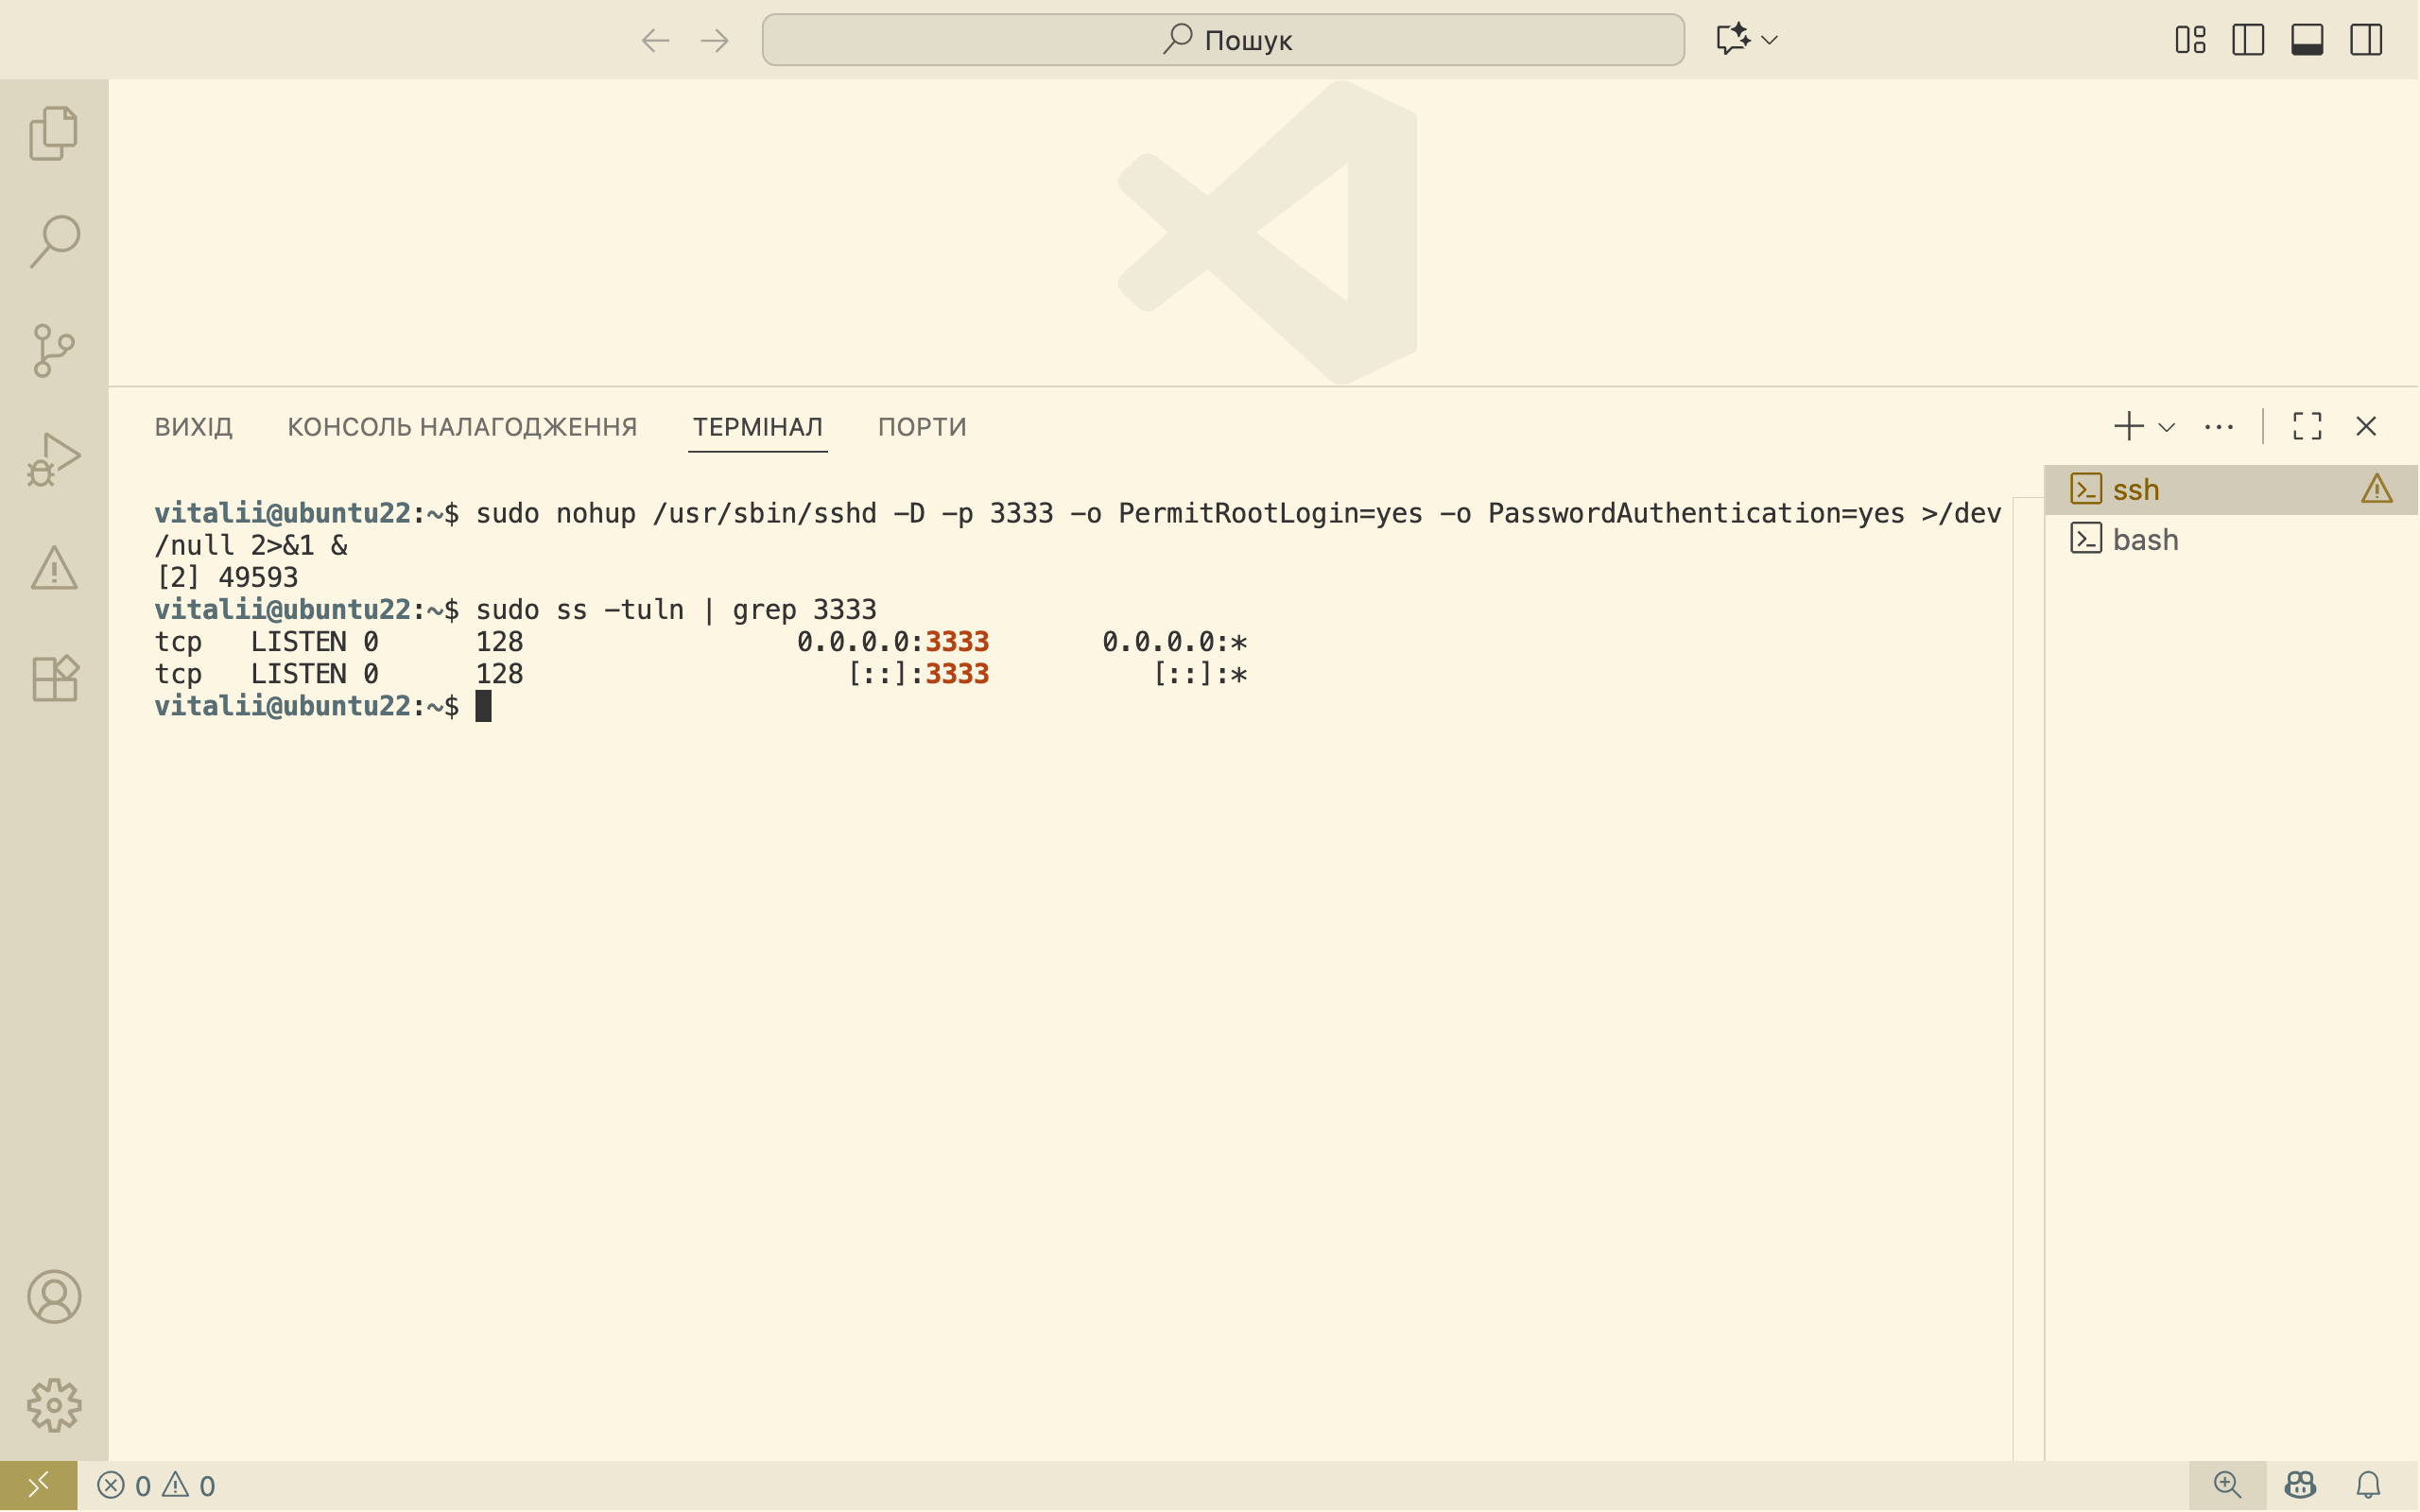 Пошук
ВИХІД КОНСОЛЬ НАЛАГОДЖЕННЯ ТЕРМІНАЛ ПОРТИ
ssh
bash
vitalii@ubuntu22:~$ sudo nohup /usr/sbin/sshd -D -p 3333 -o PermitRootLogin=yes -o PasswordAuthentication=yes >/dev
/null 2>&1 &
[2] 49593
vitalii@ubuntu22:~$ sudo ss -tuln | grep 3333
tcp LISTEN 0 128 0.0.0.0:3333 0.0.0.0:*
tcp LISTEN 0 128 [::]:3333 [::]:*
vitalii@ubuntu22:~$
0 0